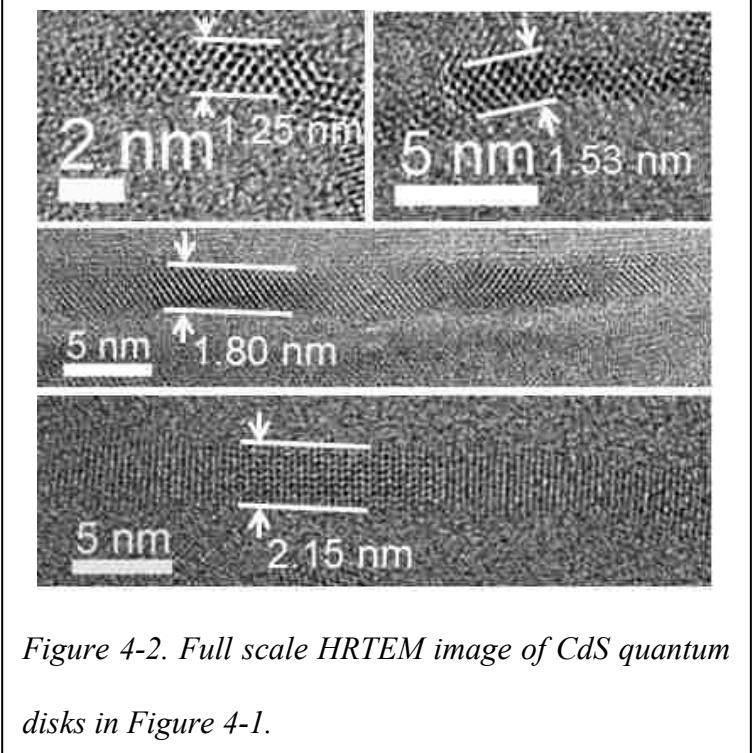 2 nm
1.25 nm
5 nm
1.53 nm
5 nm
1.80 nm
5 nm
2.15 nm
Figure 4-2. Full scale HRTEM image of CdS quantum
disks in Figure 4-1.